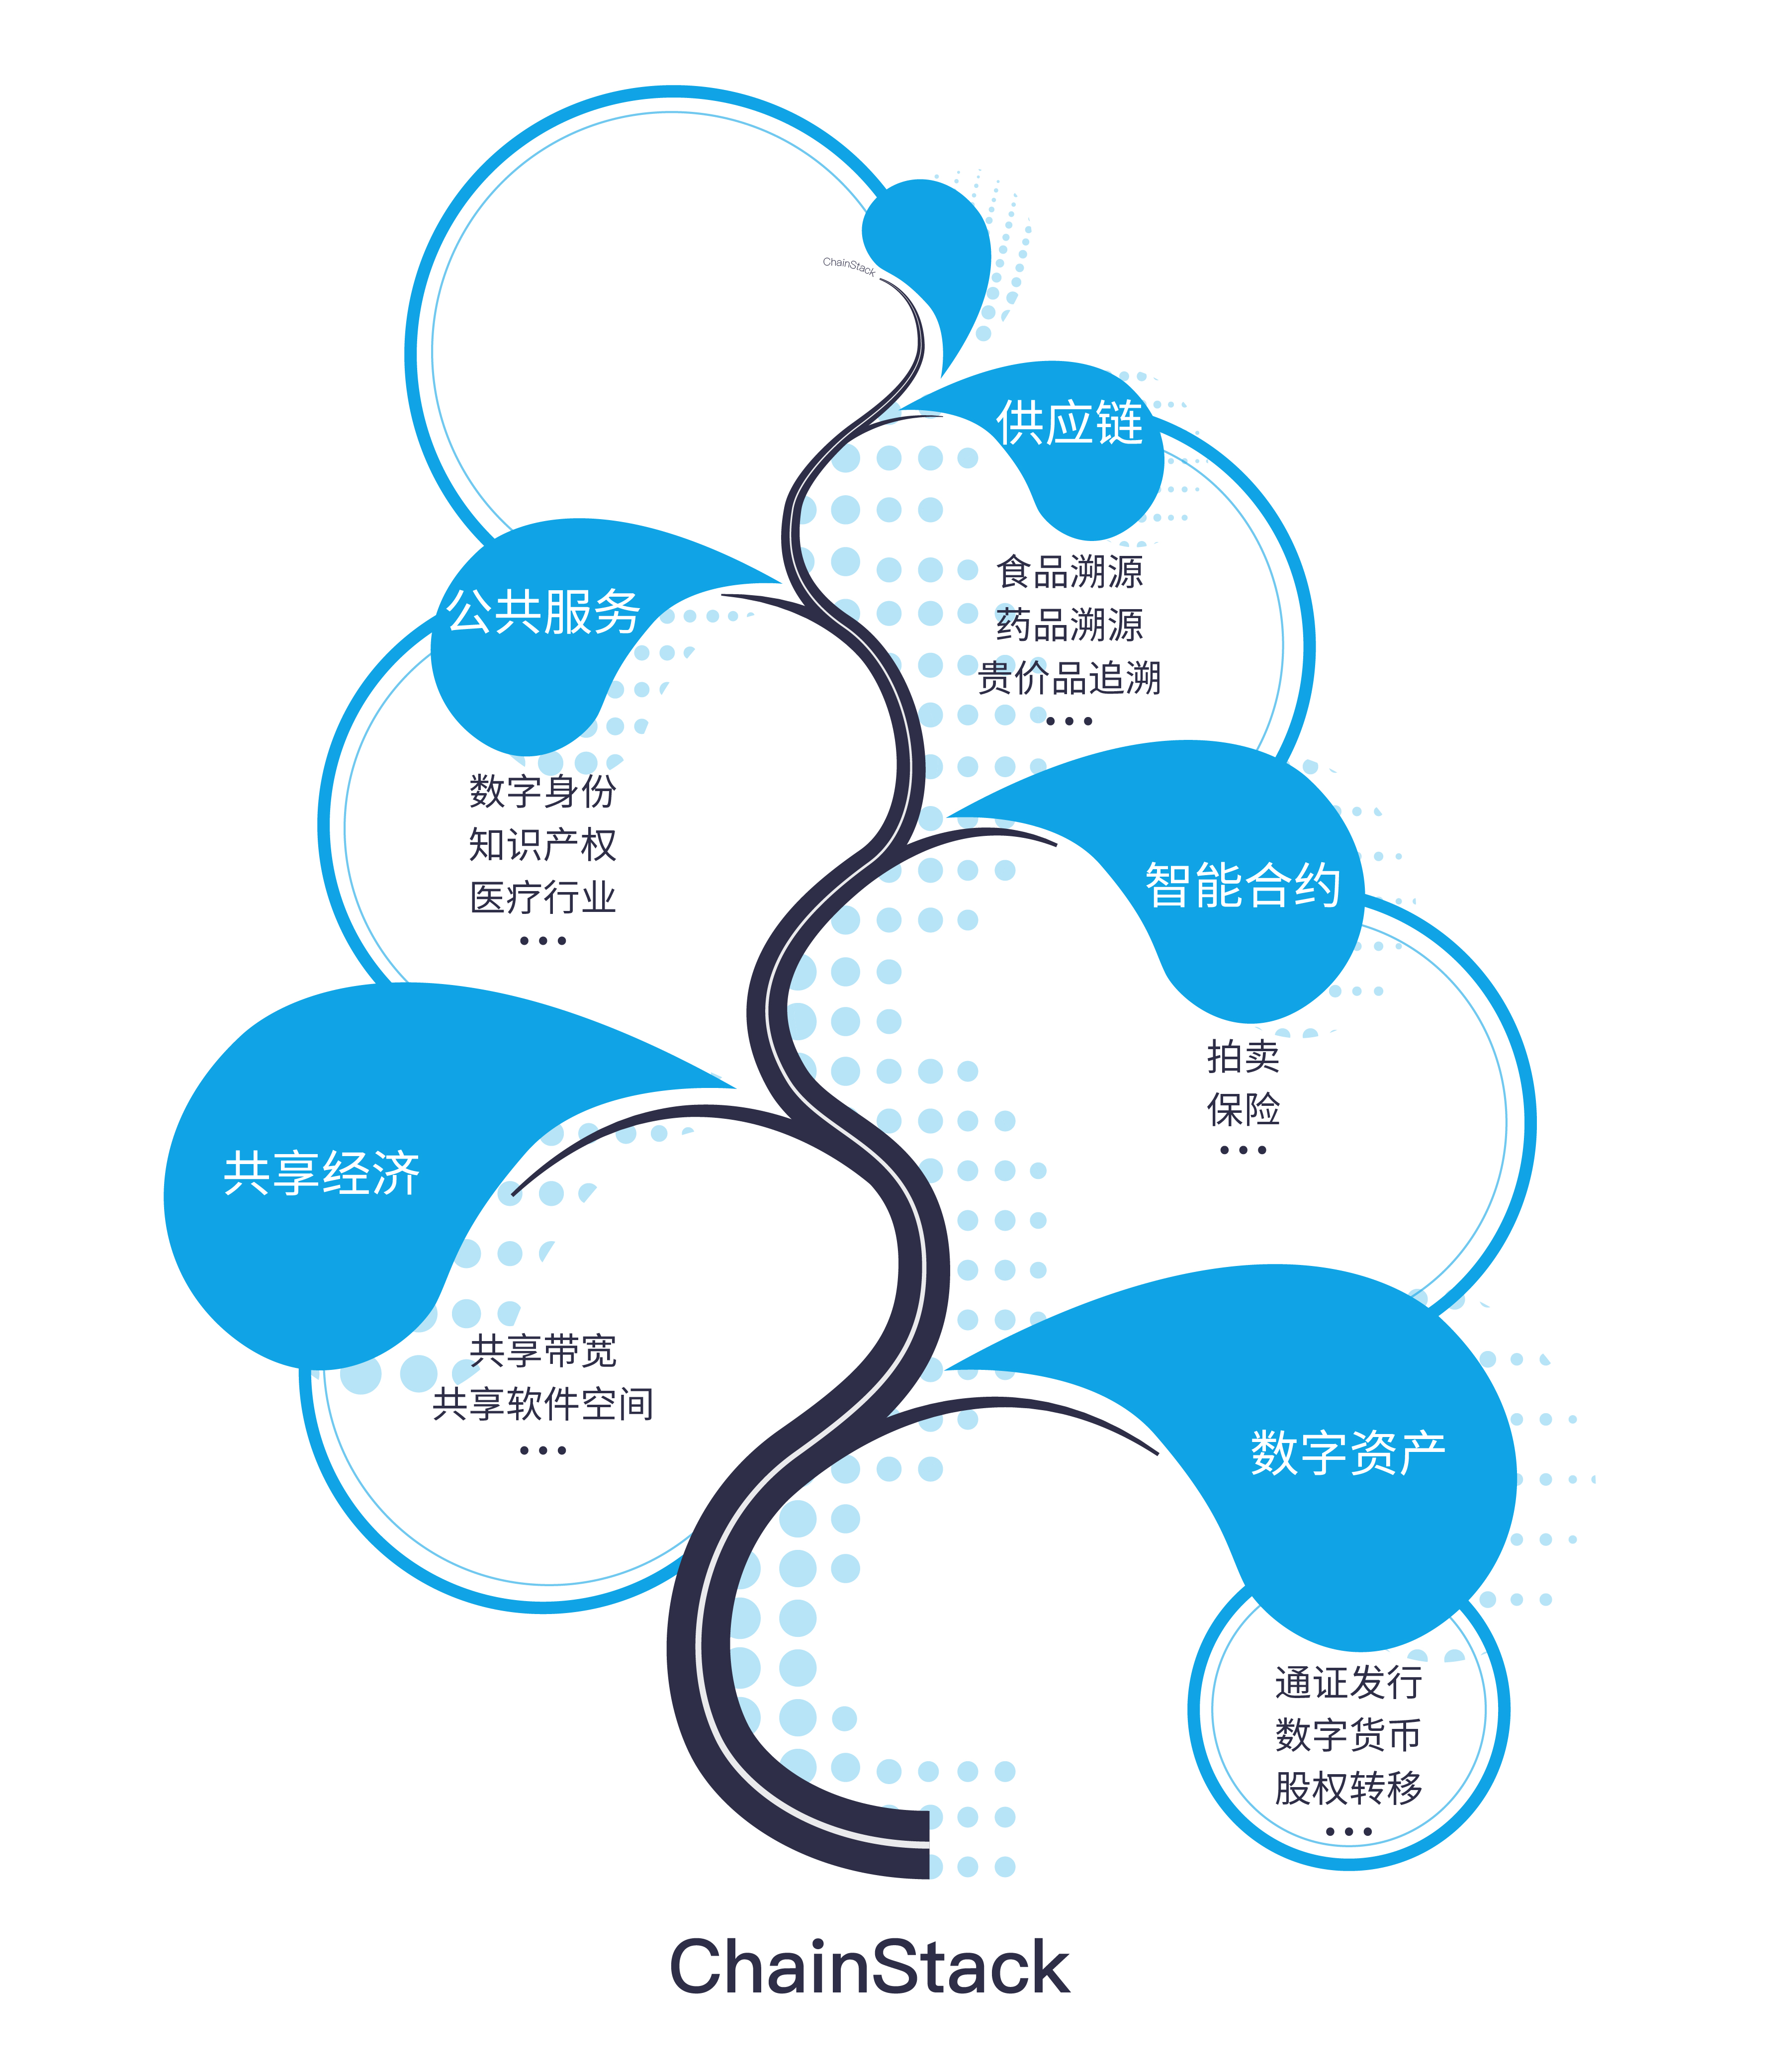 ChainStack
供应链
食品溯源
药品溯源
贵价品追溯
•••
公共服务
数字身份
知识产权
医疗行业
•••
智能合约
拍卖
保险
•••
共享经济
共享带宽
共享软件空间
•••
数字资产
通证发行
数字货币
股权转移
•••
ChainStack